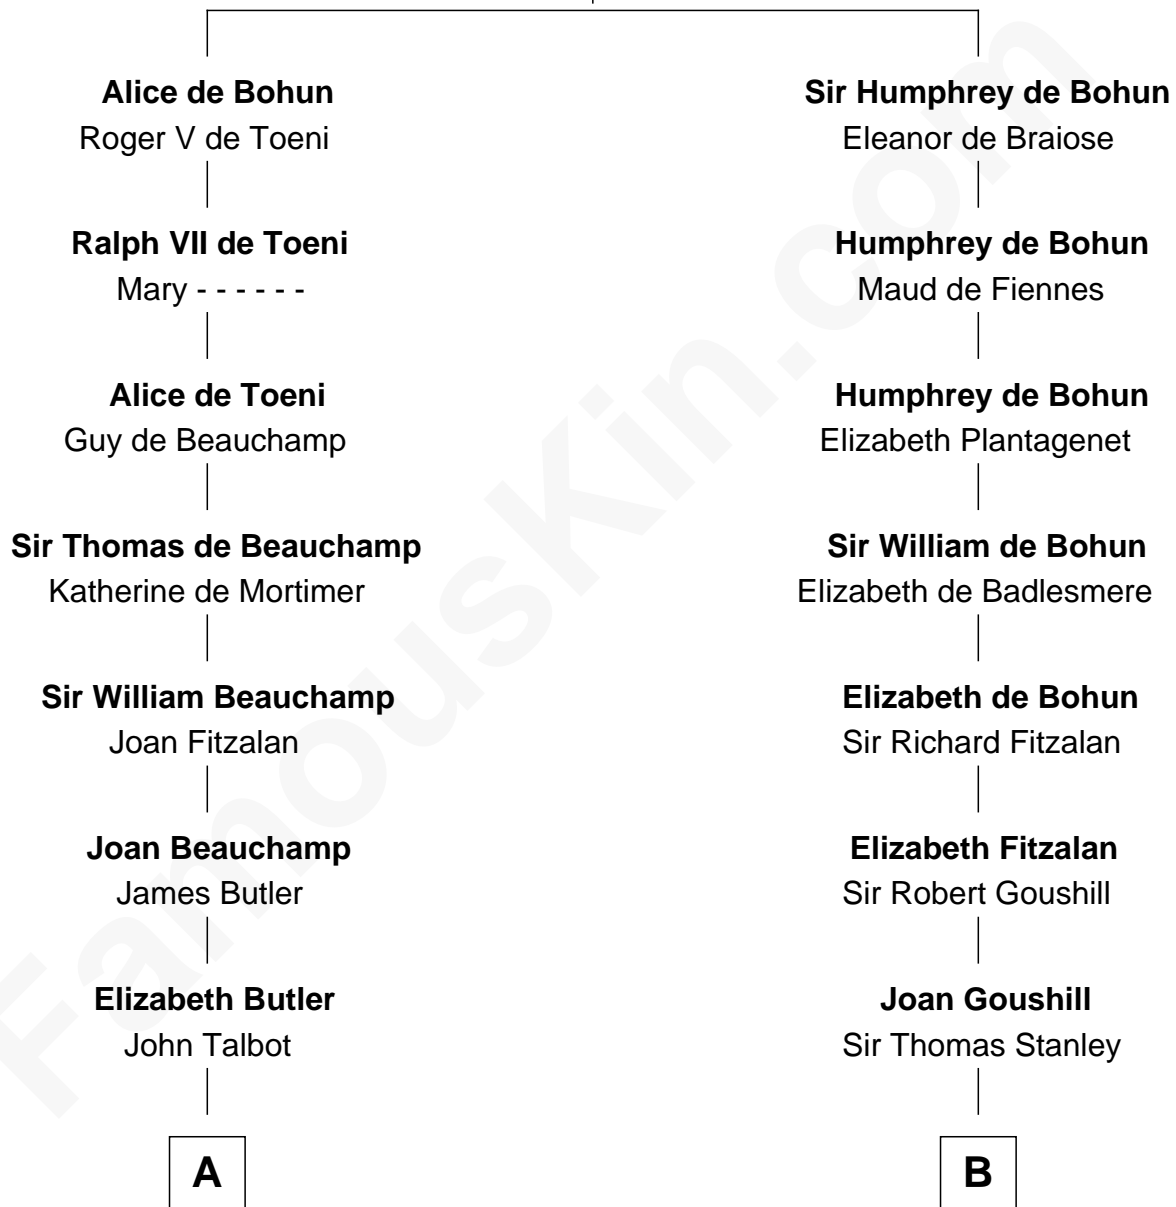 Alice de Bohun
Roger V de Toeni
Ralph VII de Toeni
Mary - - - - - -
Alice de Toeni
Guy de Beauchamp
Sir Thomas de Beauchamp
Katherine de Mortimer
Sir William Beauchamp
Joan Fitzalan
Joan Beauchamp
James Butler
Elizabeth Butler
John Talbot
A
Sir Humphrey de Bohun
Eleanor de Braiose
Humphrey de Bohun
Maud de Fiennes
Humphrey de Bohun
Elizabeth Plantagenet
Sir William de Bohun
Elizabeth de Badlesmere
Elizabeth de Bohun
Sir Richard Fitzalan
Elizabeth Fitzalan
Sir Robert Goushill
Joan Goushill
Sir Thomas Stanley
B
FamousKin.com